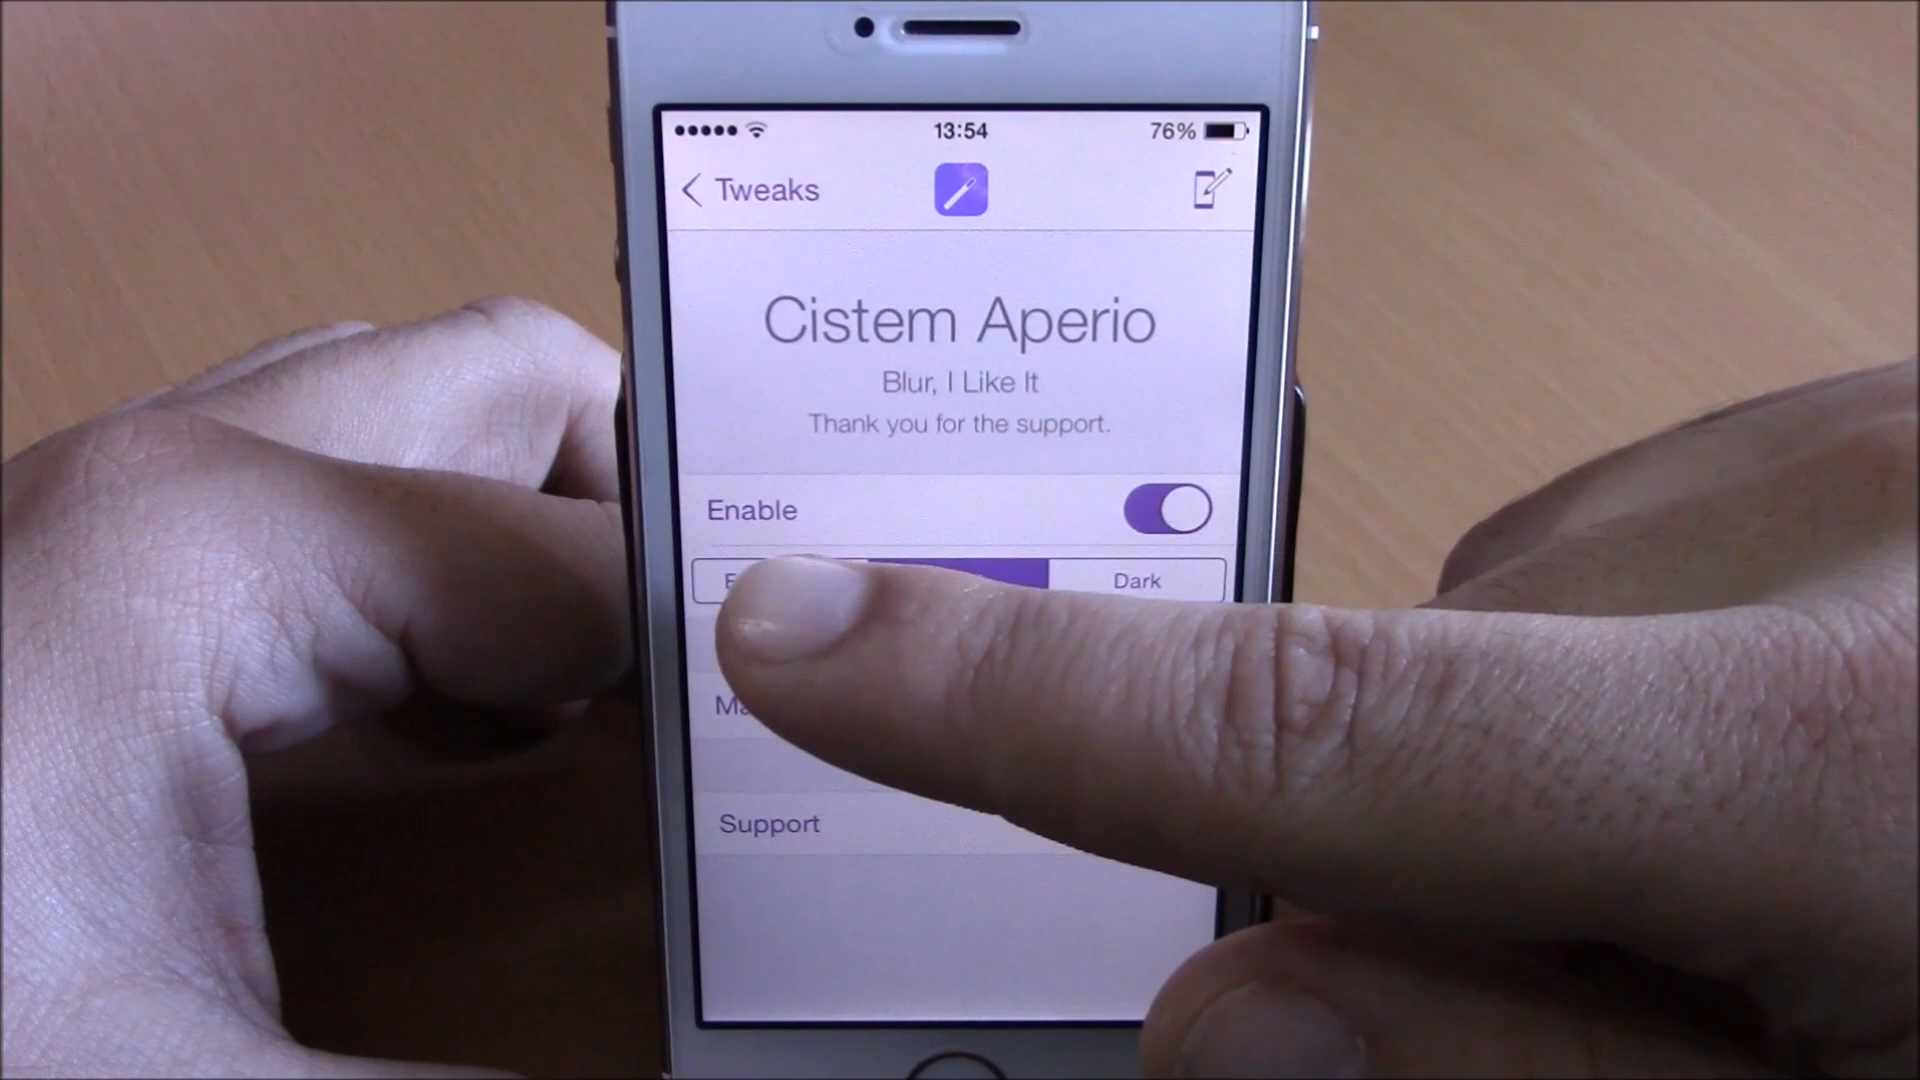 13:54
76%
Tweaks
Cistem Aperio
Blur, I Like It
Thank you for the support.
Enable
Dark
Support